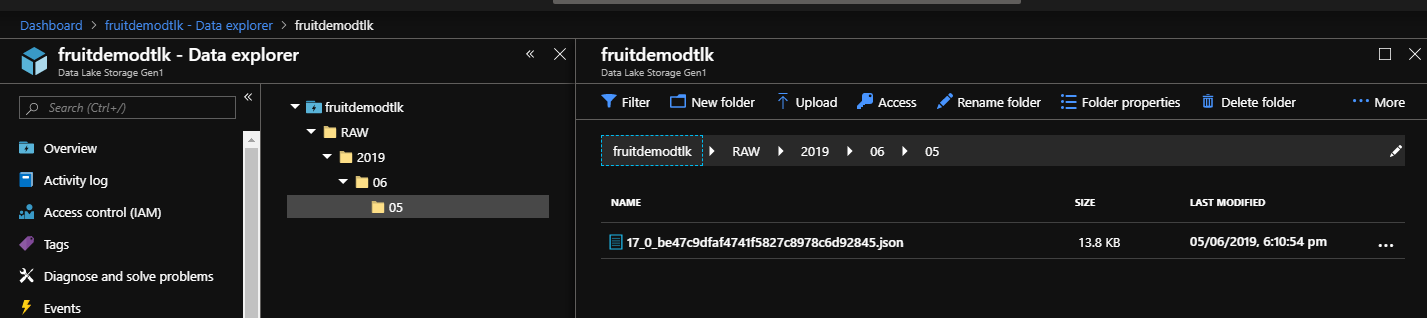 Dashboard > fruitdemodtlk - Data explorer > fruitdemodtlk
fruitdemodtlk - Data explorer
Data Lake Storage Gen1
Search (Ctrl+/)
Overview
Activity log
Access control (IAM)
Tags
Diagnose and solve problems
Events
fruitdemodtlk
RAW
2019
06
05
fruitdemodtlk
Data Lake Storage Gen1
Filter New folder Upload Access Rename folder Folder properties Delete folder More
fruitdemodtlk RAW 2019 06 05
NAME SIZE LAST MODIFIED
17_0_be47c9dfaf4741f5827c8978c6d92845.json 13.8 KB 05/06/2019, 6:10:54 pm